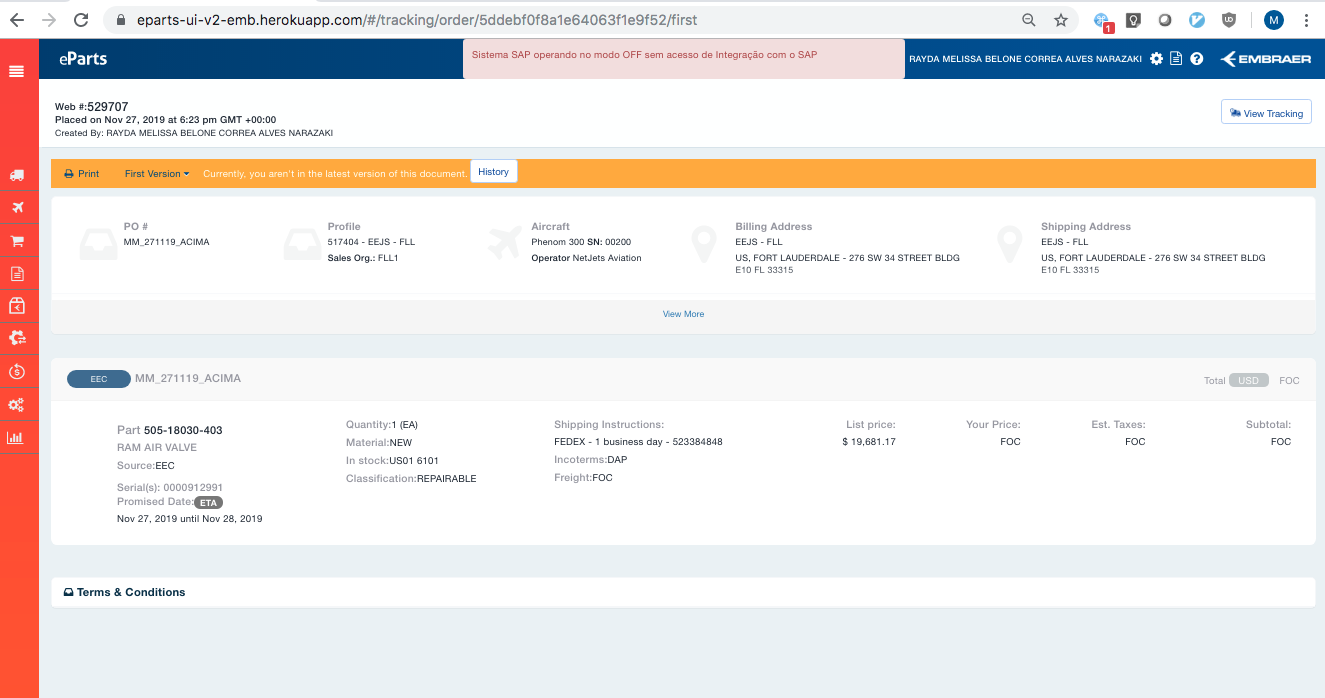 eparts-ui-v2-emb.herokuapp.com/#/tracking/order/5ddebf0f8a1e64063f1e9f52/first
1
UD
M
eParts
Sistema SAP operando no modo OFF sem acesso de Integração com o SAP
RAYDA MELISSA BELONE CORREA ALVES NARAZAKI
EMBRAER
Web #:529707
Placed on Nov 27, 2019 at 6:23 pm GMT +00:00
Created By: RAYDA MELISSA BELONE CORREA ALVES NARAZAKI
View Tracking
Print
First Version
Currently, you aren't in the latest version of this document.
History
PO #
MM_271119_ACIMA
Profile
517404 - EEJS - FLL
Sales Org.: FLL1
Aircraft
Phenom 300 SN: 00200
Operator NetJets Aviation
Billing Address
EEJS - FLL
US, FORT LAUDERDALE - 276 SW 34 STREET BLDG
E10 FL 33315
Shipping Address
EEJS - FLL
US, FORT LAUDERDALE - 276 SW 34 STREET BLDG
E10 FL 33315
View More
EEC
MM_271119_ACIMA
Total USD FOC
Part 505-18030-403
RAM AIR VALVE
Source:EEC
Serial(s): 0000912991
Promised Date:ETA
Nov 27, 2019 until Nov 28, 2019
Quantity:1 (EA)
Material:NEW
In stock:US01 6101
Classification:REPAIRABLE
Shipping Instructions:
FEDEX - 1 business day - 523384848
Incoterms:DAP
Freight:FOC
List price:
$ 19,681.17
Your Price:
FOC
Est. Taxes:
FOC
Subtotal:
FOC
Terms & Conditions